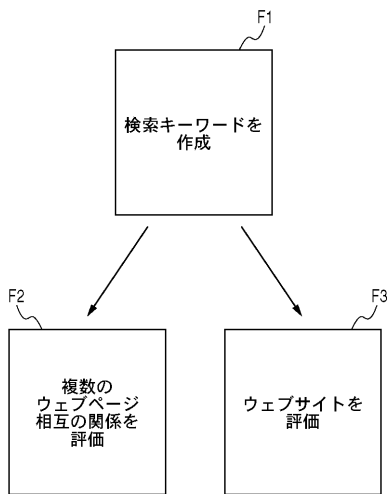 F1
検索キーワードを
作成
F2
複数の
ウェブページ
相互の関係を
評価
F3
ウェブサイトを
評価